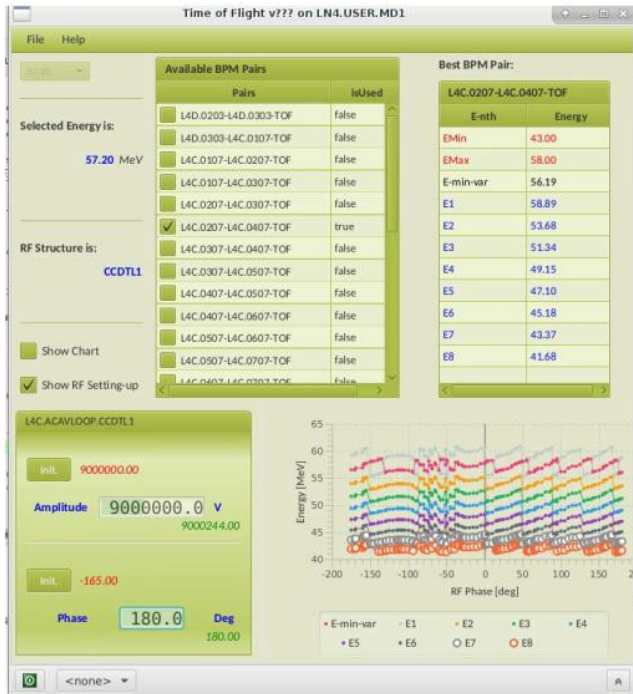 Time of Flight v??? on LN4.USER.MD1
File Help
57.20
Selected Energy is:
57.20 MeV
RF Structure is:
CCDTL1
Show Chart
Show RF Setting-up
Available BPM Pairs
Pairs isUsed
L4D.0203-L4D.0303-TOF false
L4D.0303-L4C.0107-TOF false
L4C.0107-L4C.0207-TOF false
L4C.0107-L4C.0307-TOF false
L4C.0207-L4C.0307-TOF false
L4C.0207-L4C.0407-TOF true
L4C.0307-L4C.0407-TOF false
L4C.0307-L4C.0507-TOF false
L4C.0407-L4C.0507-TOF false
L4C.0407-L4C.0607-TOF false
L4C.0507-L4C.0607-TOF false
L4C.0507-L4C.0707-TOF false
L4C.0607-L4C.0707-TOF false
Best BPM Pair:
L4C.0207-L4C.0407-TOF
E-nth Energy
EMin 43.00
EMax 58.00
E-min-var 56.19
E1 58.89
E2 53.68
E3 51.34
E4 49.15
E5 47.10
E6 45.18
E7 43.37
E8 41.68
L4C.ACAVLOOP.CCDTL1
Init. 9000000.00
Amplitude 9000000.0 V
9000244.00
Init. -165.00
Phase 180.0 Deg
180.00
Energy [MeV]
65
60
55
50
45
40
-200 -150 -100 -50 0 50 100 150 2
RF Phase [deg]
E-min-var E1 E2 E3 E4
E5 E6 E7 E8
<none>